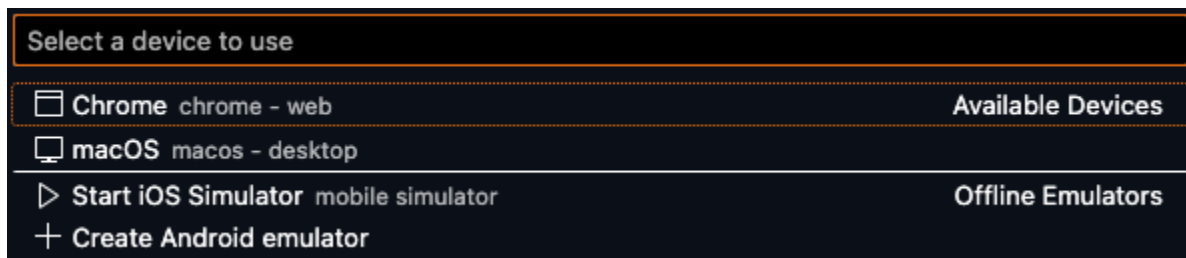 Select a device to use
Chrome chrome - web Available Devices
macOS macos - desktop
Start iOS Simulator mobile simulator Offline Emulators
Create Android emulator